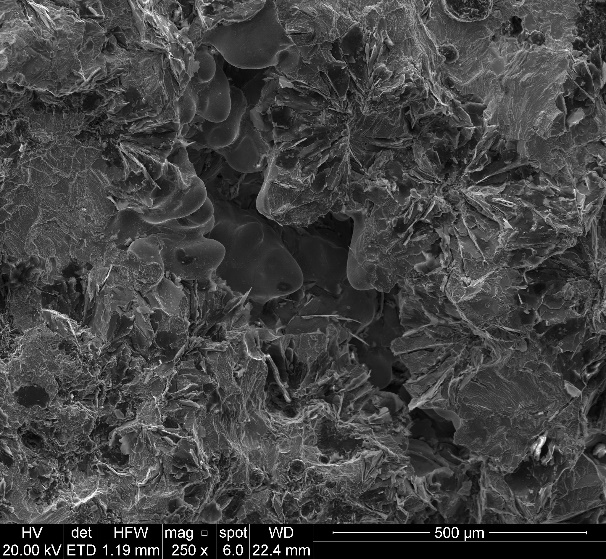 HV det HFW mag □ spot WD 500 µm
20.00 kV ETD 1.19 mm 250 x 6.0 22.4 mm